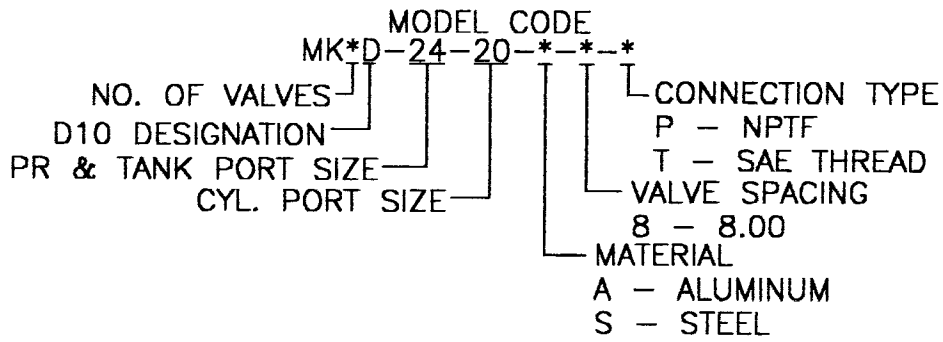 MODEL CODE
MK*D-24-20-*-*-*
NO. OF VALVES
D10 DESIGNATION
PR & TANK PORT SIZE
CYL. PORT SIZE
CONNECTION TYPE
P - NPTF
T - SAE THREAD
VALVE SPACING
8 - 8.00
MATERIAL
A - ALUMINUM
S - STEEL